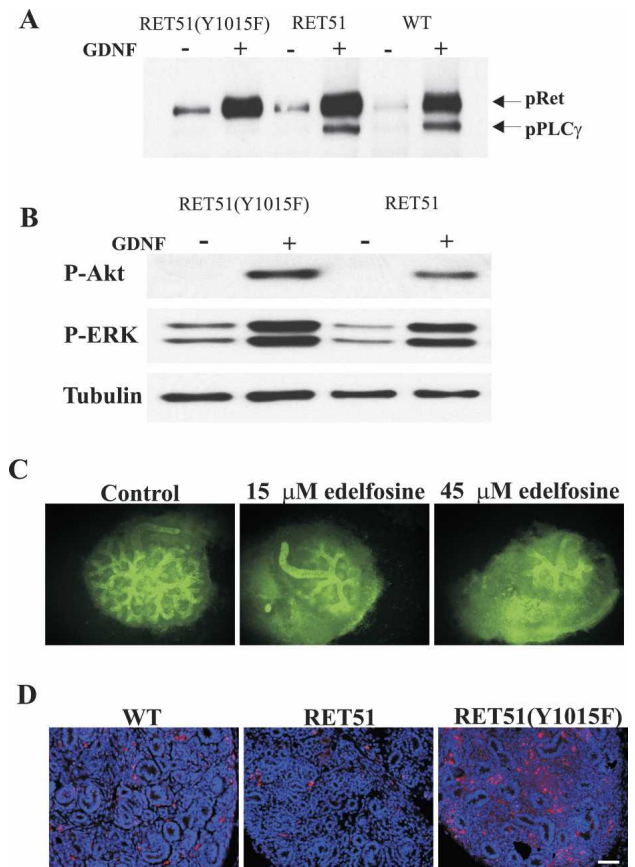 A
RET51(Y1015F) RET51 WT
GDNF - + - + - +
pRet
pPLCγ
B
RET51(Y1015F) RET51
GDNF - + - +
P-Akt
P-ERK
Tubulin
C
Control 15 μM edelfosine 45 μM edelfosine
D
WT RET51 RET51(Y1015F)